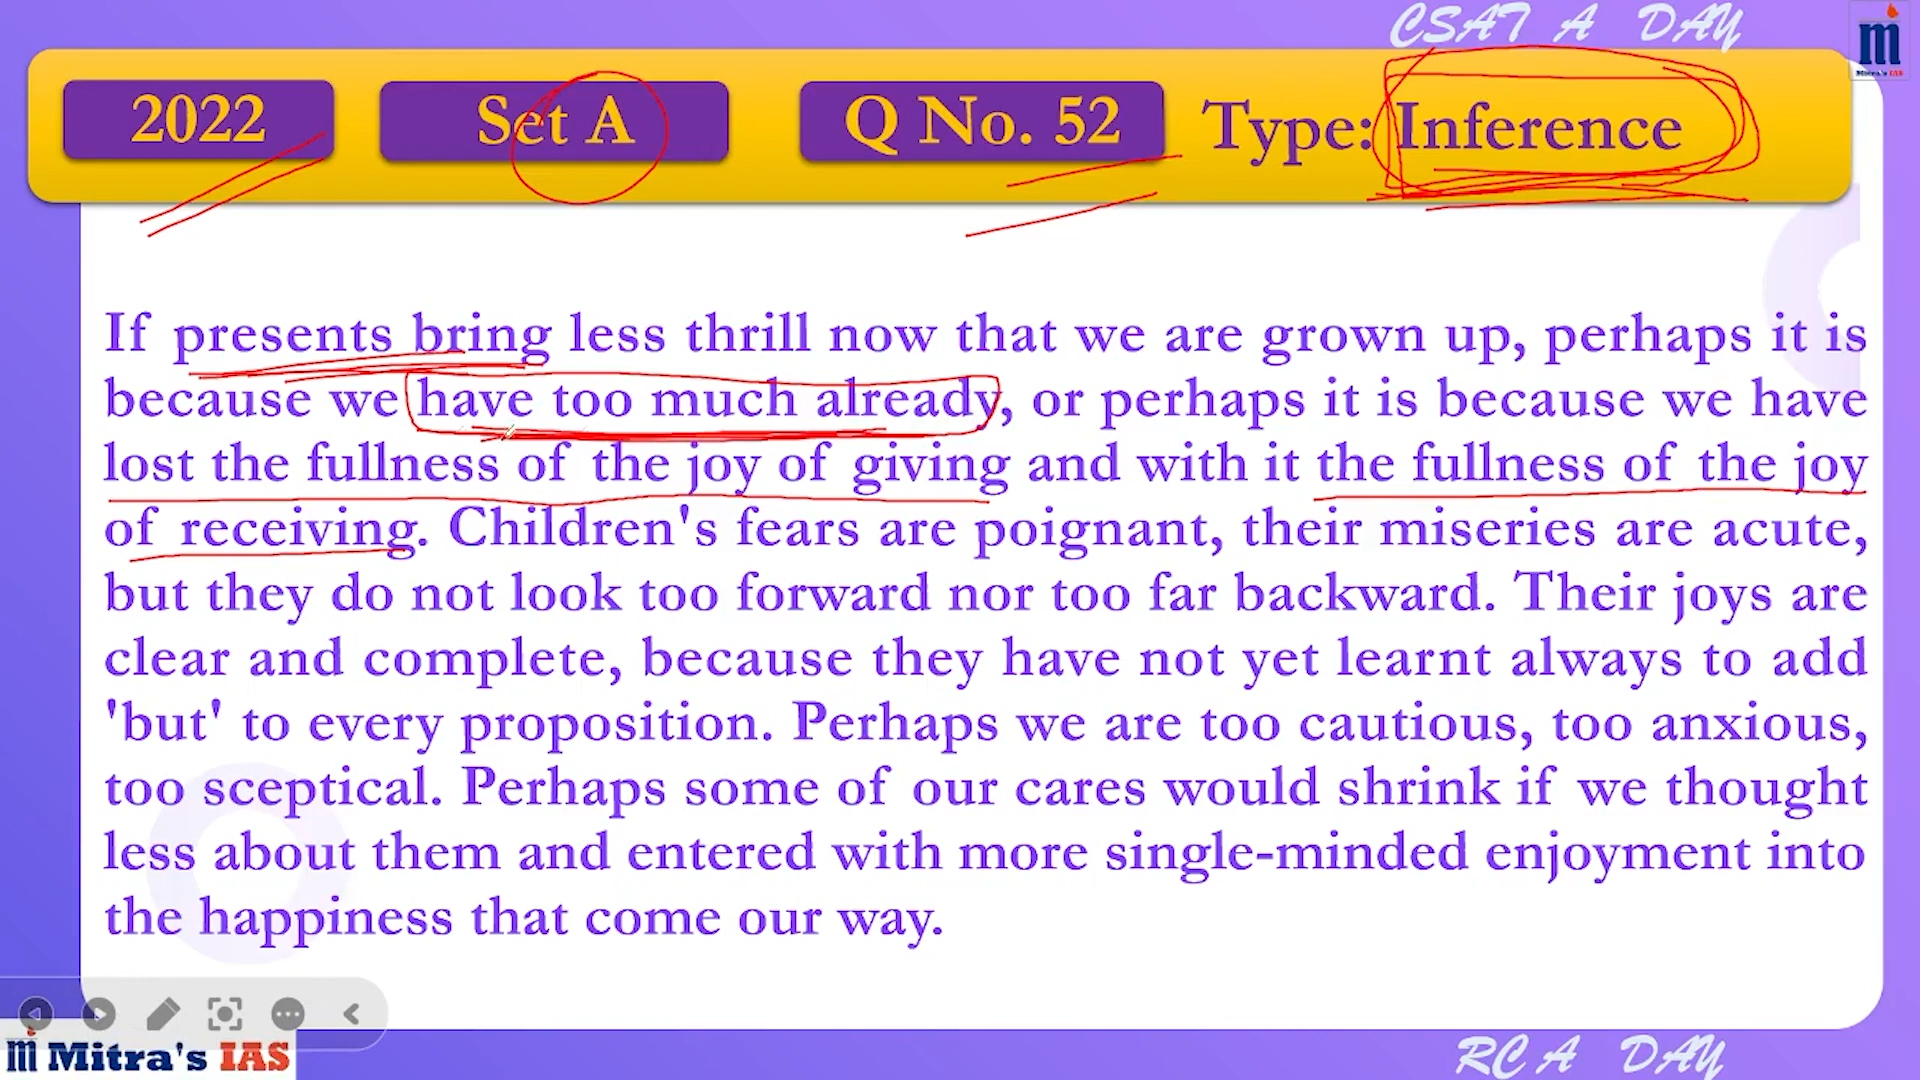 CSAT A DAY
m
Mitra's IAS
2022
Set A
Q No. 52
Type: Inference
If presents bring less thrill now that we are grown up, perhaps it is
because we have too much already, or perhaps it is because we have
lost the fullness of the joy of giving and with it the fullness of the joy
of receiving. Children's fears are poignant, their miseries are acute,
but they do not look too forward nor too far backward. Their joys are
clear and complete, because they have not yet learnt always to add
'but' to every proposition. Perhaps we are too cautious, too anxious,
too sceptical. Perhaps some of our cares would shrink if we thought
less about them and entered with more single-minded enjoyment into
the happiness that come our way.
m Mitra's IAS
RC A DAY